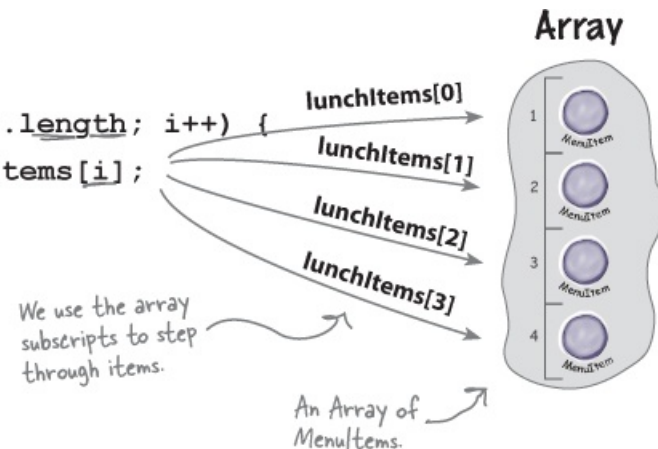 Array
.length; i++) {
tems[i];
lunchItems[0]
lunchItems[1]
lunchItems[2]
lunchItems[3]
1
MenuItem
2
MenuItem
3
MenuItem
4
MenuItem
We use the array
subscripts to step
through items.
An Array of
MenuItems.